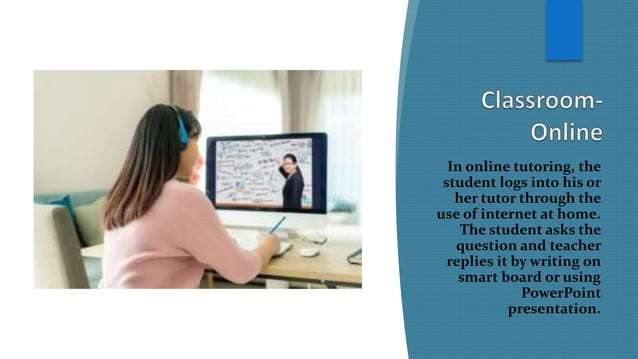 Classroom-
Online
In online tutoring, the
student logs into his or
her tutor through the
use of internet at home.
The student asks the
question and teacher
replies it by writing on
smart board or using
PowerPoint
presentation.